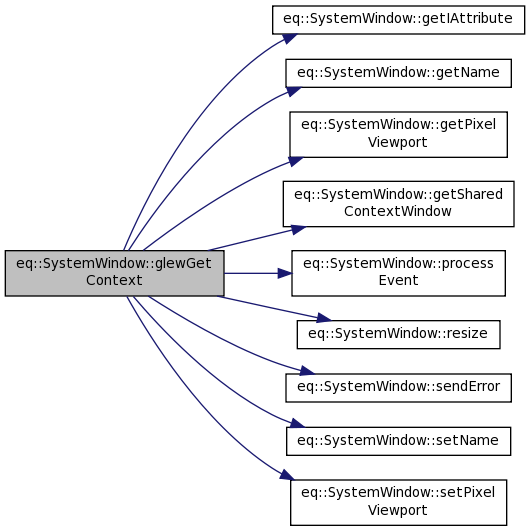 eq::SystemWindow::getIAttribute
eq::SystemWindow::getName
eq::SystemWindow::getPixel
Viewport
eq::SystemWindow::getShared
ContextWindow
eq::SystemWindow::glewGet
Context
eq::SystemWindow::process
Event
eq::SystemWindow::resize
eq::SystemWindow::sendError
eq::SystemWindow::setName
eq::SystemWindow::setPixel
Viewport